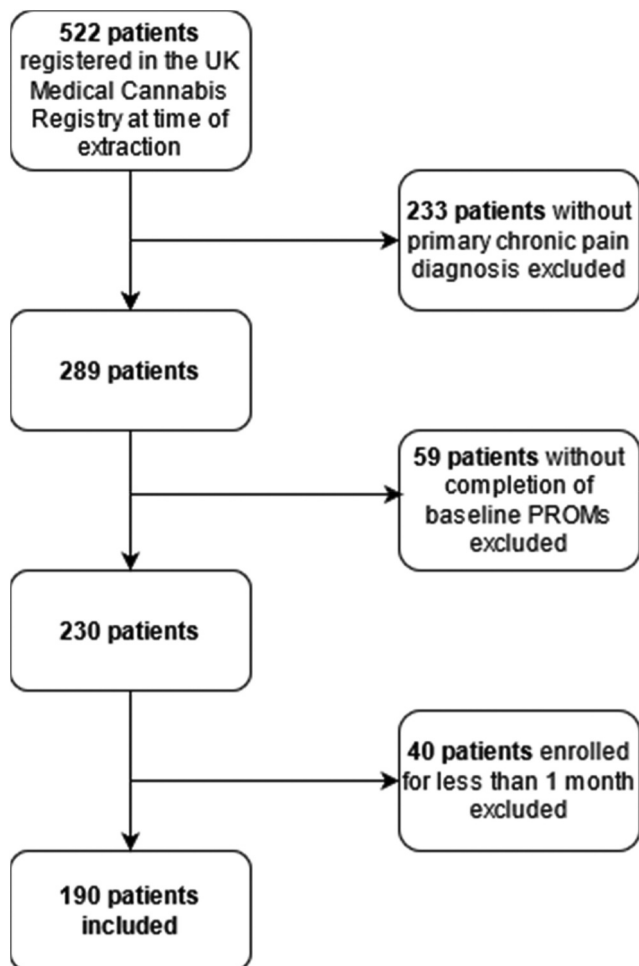 522 patients
registered in the UK
Medical Cannabis
Registry at time of
extraction
233 patients without
primary chronic pain
diagnosis excluded
289 patients
59 patients without
completion of
baseline PROMs
excluded
230 patients
40 patients enrolled
for less than 1 month
excluded
190 patients
included